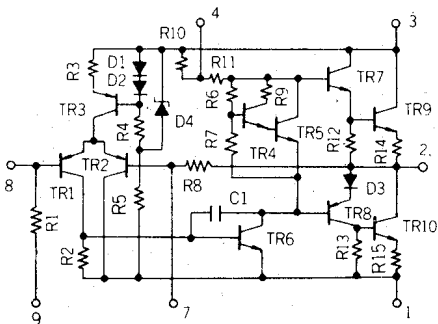 4
3
R10
R3
D1
D2
R11
TR7
TR3
R4
D4
R6
R9
TR9
R7
TR4
TR5
R12
R14
2
8
TR1
TR2
R8
D3
R1
R5
C1
TR8
TR10
R2
TR6
R13
R15
9
7
1